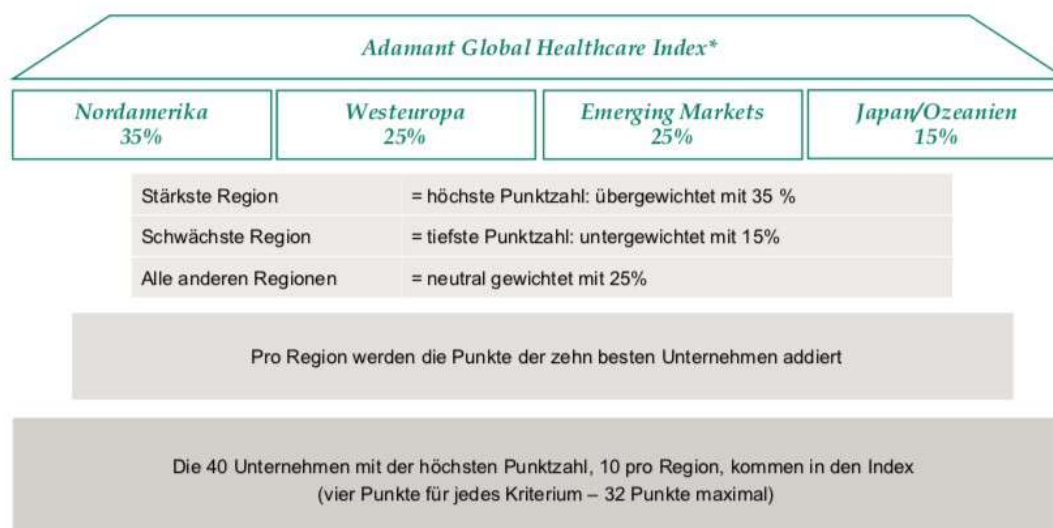 Adamant Global Healthcare Index*
Nordamerika
35%
Westeuropa
25%
Emerging Markets
25%
Japan/Ozeanien
15%
Stärkste Region = höchste Punktzahl: übergewichtet mit 35 %
Schwächste Region = tiefste Punktzahl: untergewichtet mit 15%
Alle anderen Regionen = neutral gewichtet mit 25%
Pro Region werden die Punkte der zehn besten Unternehmen addiert
Die 40 Unternehmen mit der höchsten Punktzahl, 10 pro Region, kommen in den Index
(vier Punkte für jedes Kriterium – 32 Punkte maximal)